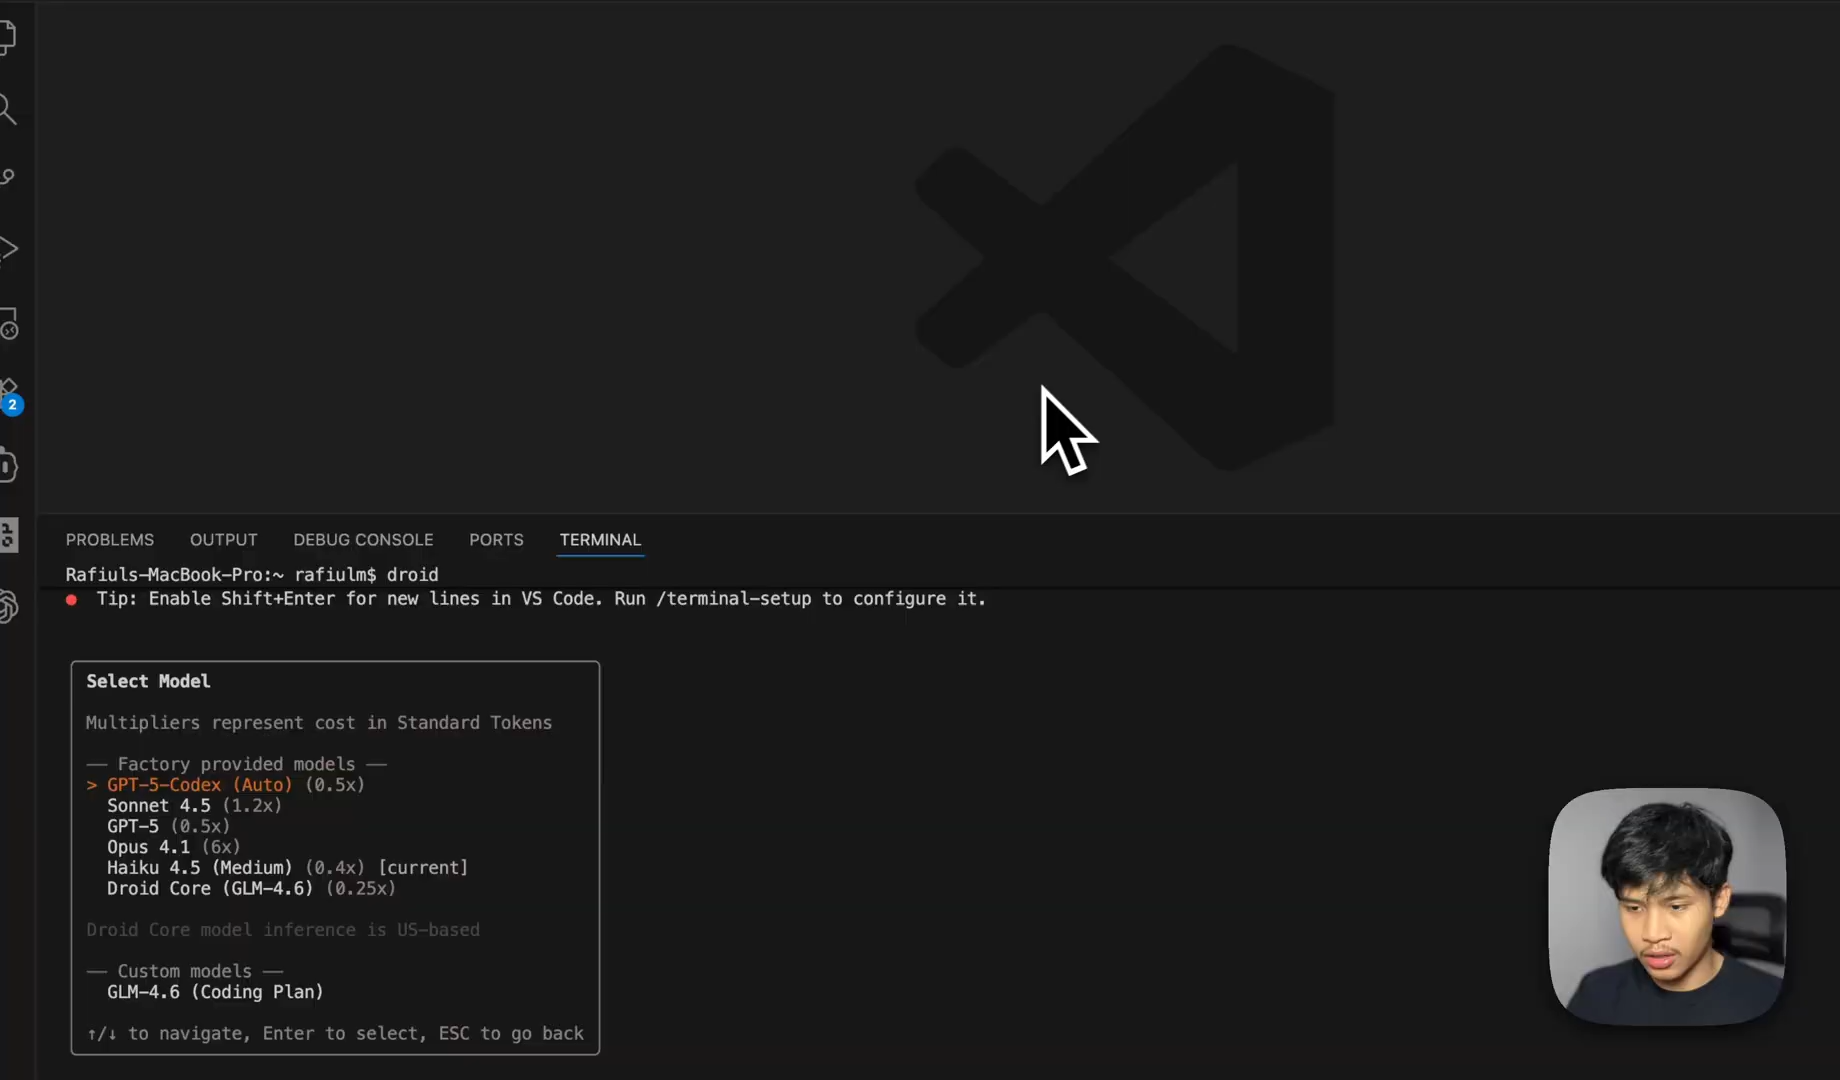 2
PROBLEMS OUTPUT DEBUG CONSOLE PORTS TERMINAL
Rafiuls-MacBook-Pro:~ rafiulm$ droid
Tip: Enable Shift+Enter for new lines in VS Code. Run /terminal-setup to configure it.
Select Model
Multipliers represent cost in Standard Tokens
── Factory provided models ──
> GPT-5-Codex (Auto) (0.5x)
Sonnet 4.5 (1.2x)
GPT-5 (0.5x)
Opus 4.1 (6x)
Haiku 4.5 (Medium) (0.4x) [current]
Droid Core (GLM-4.6) (0.25x)
Droid Core model inference is US-based
── Custom models ──
GLM-4.6 (Coding Plan)
↑/↓ to navigate, Enter to select, ESC to go back